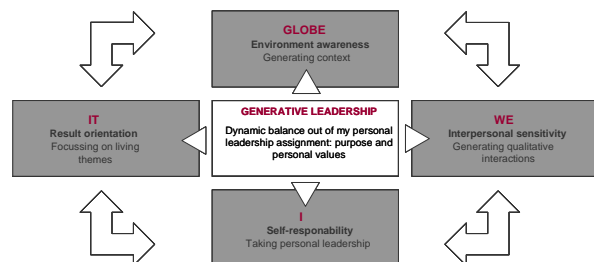 GLOBE
Environment awareness
Generating context
IT
Result orientation
Focussing on living
themes
GENERATIVE LEADERSHIP
Dynamic balance out of my personal
leadership assignment: purpose and
personal values
WE
Interpersonal sensitivity
Generating qualitative
interactions
I
Self-responability
Taking personal leadership